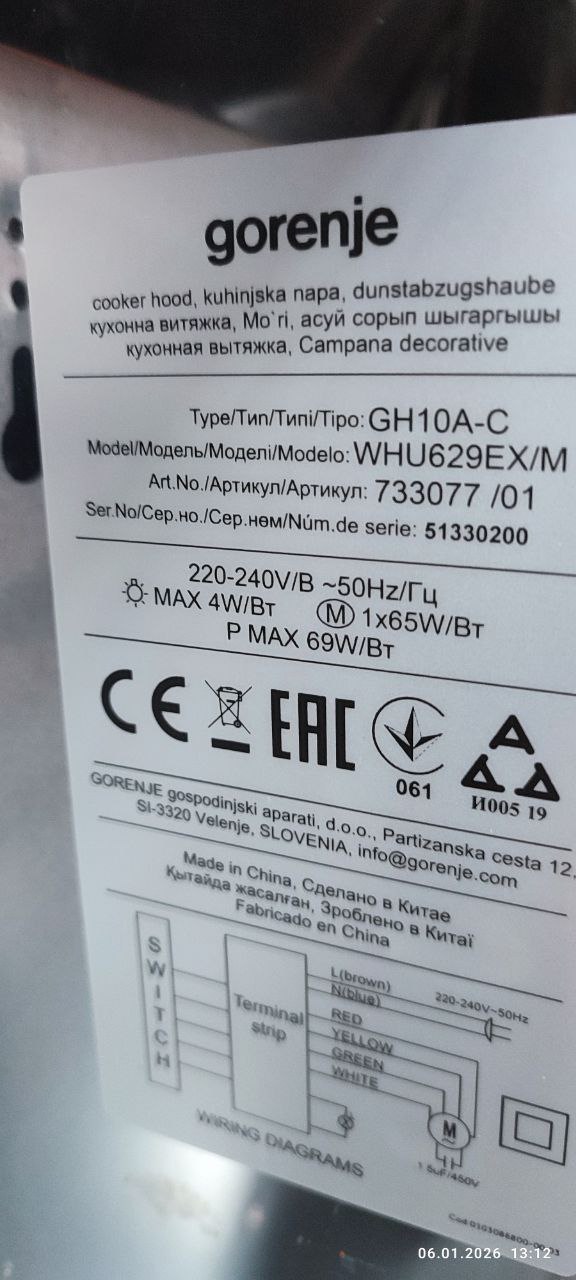 gorenje
cooker hood, kuhinjska napa, dunstabzugshaube
кухонна витяжка, Mo`ri, асуй сорып шыгаргышы
кухонная вытяжка, Campana decorative
Type/Тип/Типі/Tipo: GH10A-C
Model/Модель/Моделі/Modelo: WHU629EX/M
Art.No./Артикул/Артикул: 733077 /01
Ser.No/Сер.но./Сер.нөм/Núm.de serie: 51330200
220-240V/В ~50Hz/Гц
MAX 4W/Вт M 1x65W/Вт
P MAX 69W/Вт
CE EAC
061
И005 19
GORENJE gospodinjski aparati, d.o.o., Partizanska cesta 12,
SI-3320 Velenje, SLOVENIA, info@gorenje.com
Made in China, Сделано в Китае
Қытайда жасалған, Зроблено в Китаї
Fabricado en China
SWITCH
Terminal strip
L(brown)
N(blue)
220-240V~50Hz
RED
YELLOW
GREEN
WHITE
M
WIRING DIAGRAMS
06.01.2026 13:12